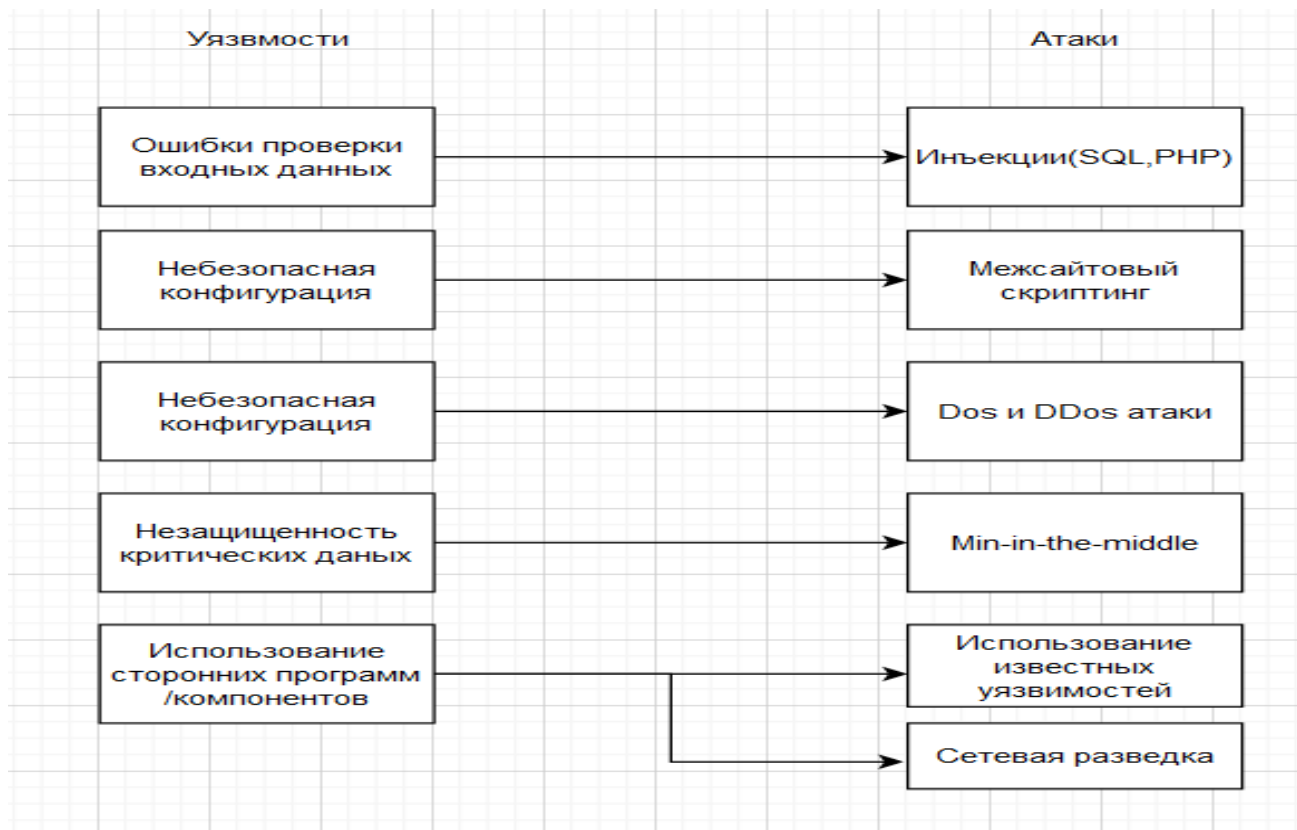 Уязвмости
Атаки
Ошибки проверки
входных данных
Инъекции(SQL,PHP)
Небезопасная
конфигурация
Межсайтовый
скриптинг
Небезопасная
конфигурация
Dos и DDos атаки
Незащищенность
критических даных
Min-in-the-middle
Использование
сторонних программ
/компонентов
Использование
известных
уязвимостей
Сетевая разведка